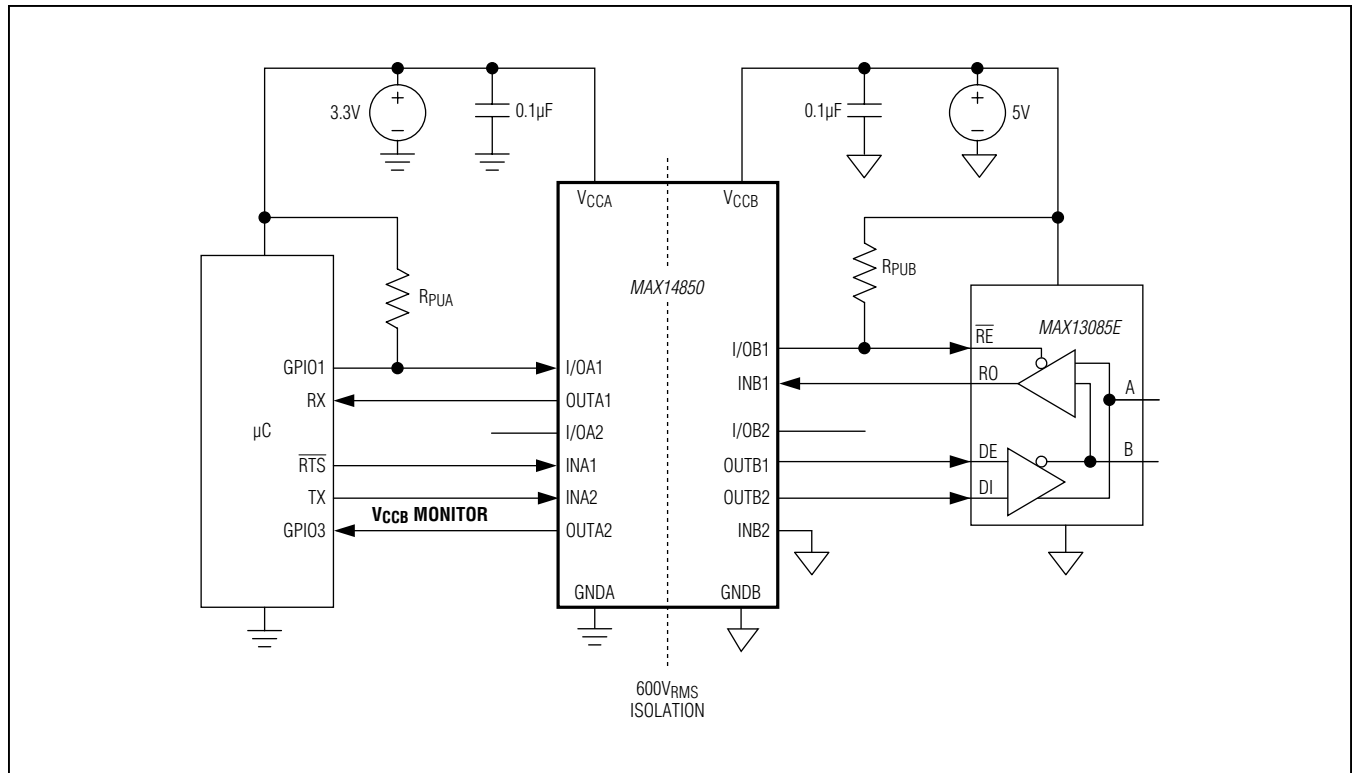 3.3V
0.1µF
0.1µF
5V
VCCA
VCCB
RPUA
RPUB
MAX14850
MAX13085E
µC
GPIO1
I/OA1
I/OB1
RE
RX
OUTA1
INB1
RO
A
I/OA2
I/OB2
B
RTS
INA1
OUTB1
DE
TX
INA2
OUTB2
DI
VCCB MONITOR
GPIO3
OUTA2
INB2
GNDA
GNDB
600VRMS
ISOLATION